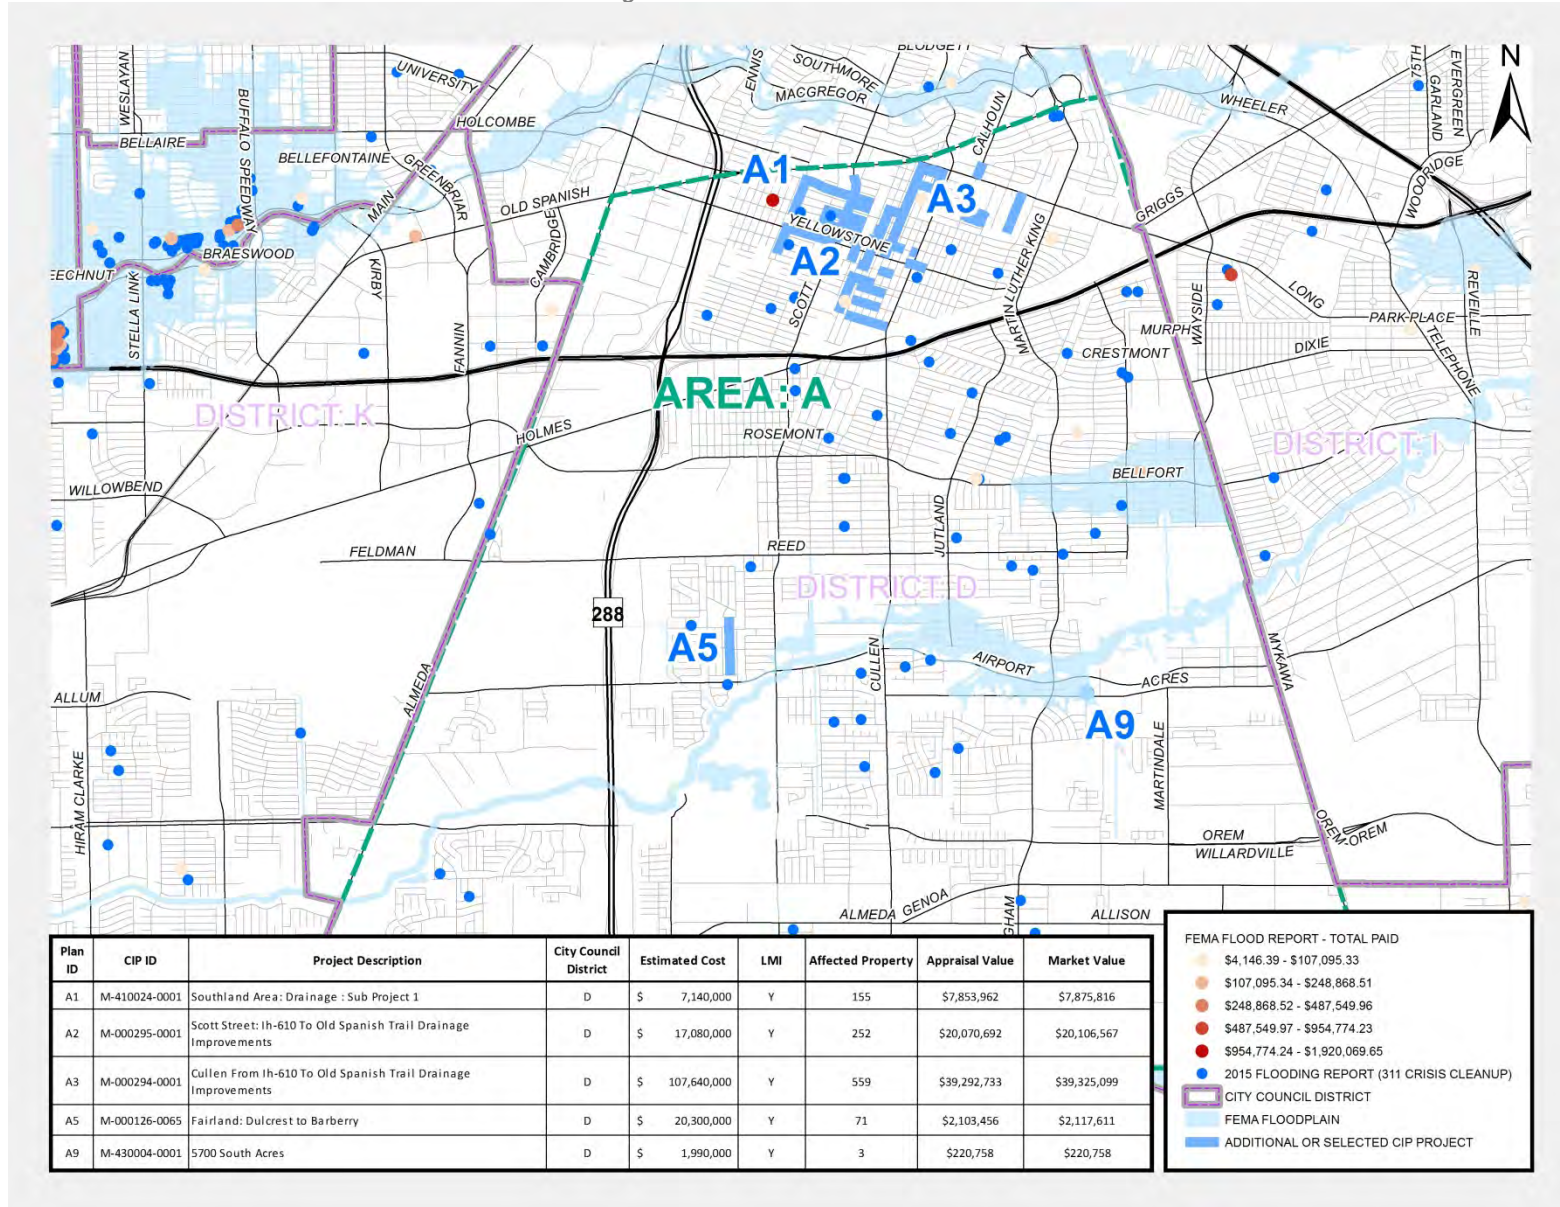 BLODGETT
WESLAYAN
UNIVERSITY
ENNIS
SOUTHMORE
MACGREGOR
75TH
GARLAND
EVERGREEN
N
BUFFALO SPEEDWAY
HOLCOMBE
CALHOUN
WHEELER
BELLAIRE
BELLEFONTAINE
GREENBRIAR
A1
A3
WOODRIDGE
MAIN
OLD SPANISH
GRIGGS
YELLOWSTONE
BRAESWOOD
CAMBRIDGE
A2
MARTIN LUTHER KING
EECHNUT
KIRBY
STELLA LINK
SCOTT
WAYSIDE
LONG
REVEILLE
PARK PLACE
MURPH
TELEPHONE
FANNIN
CRESTMONT
DIXIE
AREA: A
DISTRICT: K
HOLMES
ROSEMONT
DISTRICT: I
BELLFORT
WILLOWBEND
JUTLAND
FELDMAN
REED
DISTRICT: D
288
A5
CULLEN
AIRPORT
MYKAWA
ALLUM
ALMEDA
ACRES
A9
MARTINDALE
HIRAM CLARKE
OREM
OREM
OREM
WILLARDVILLE
ALMEDA GENOA
GHAM
ALLISON
Plan ID CIP ID Project Description City Council District Estimated Cost LMI Affected Property Appraisal Value Market Value
A1 M-410024-0001 Southland Area: Drainage : Sub Project 1 D $ 7,140,000 Y 155 $7,853,962 $7,875,816
A2 M-000295-0001 Scott Street: Ih-610 To Old Spanish Trail Drainage Improvements D $ 17,080,000 Y 252 $20,070,692 $20,106,567
A3 M-000294-0001 Cullen From Ih-610 To Old Spanish Trail Drainage Improvements D $ 107,640,000 Y 559 $39,292,733 $39,325,099
A5 M-000126-0065 Fairland: Dulcrest to Barberry D $ 20,300,000 Y 71 $2,103,456 $2,117,611
A9 M-430004-0001 5700 South Acres D $ 1,990,000 Y 3 $220,758 $220,758
FEMA FLOOD REPORT - TOTAL PAID
$4,146.39 - $107,095.33
$107,095.34 - $248,868.51
$248,868.52 - $487,549.96
$487,549.97 - $954,774.23
$954,774.24 - $1,920,069.65
2015 FLOODING REPORT (311 CRISIS CLEANUP)
CITY COUNCIL DISTRICT
FEMA FLOODPLAIN
ADDITIONAL OR SELECTED CIP PROJECT